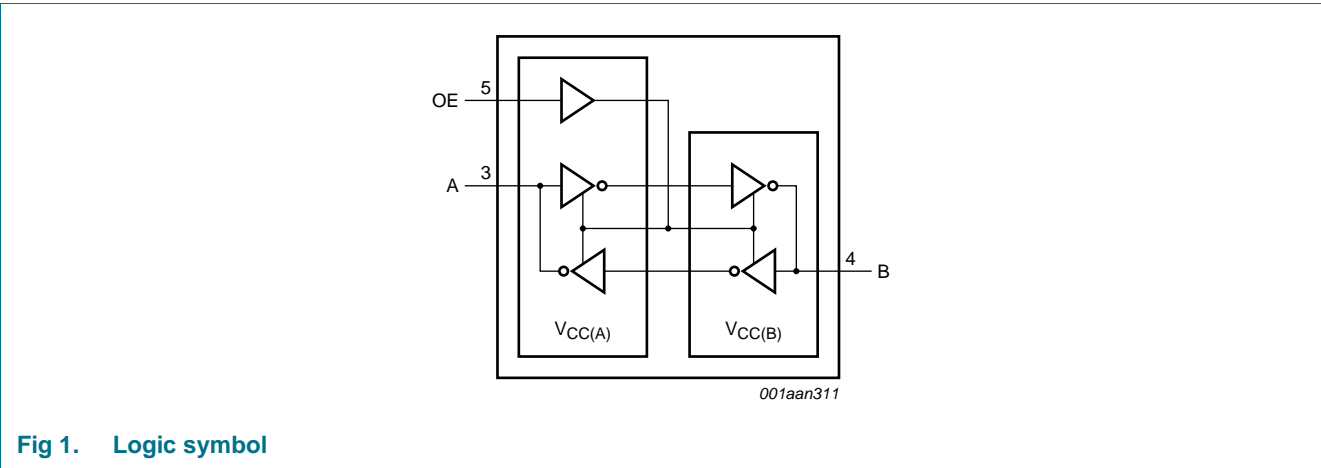 5
OE
3
A
4
B
VCC(A)
VCC(B)
001aan311
Fig 1. Logic symbol